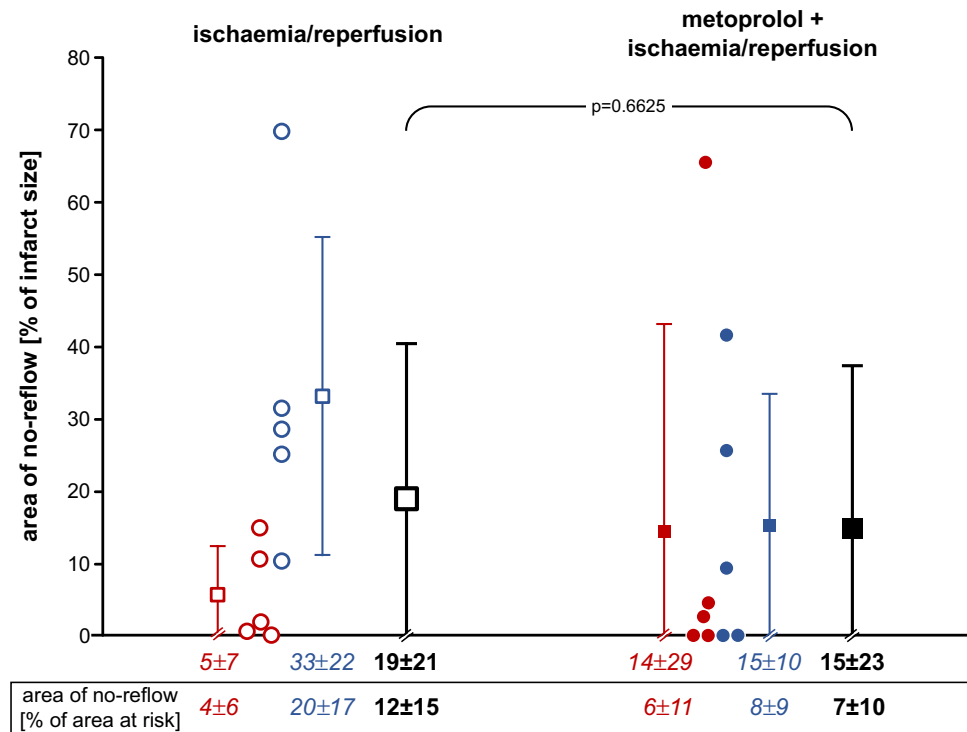 ischaemia/reperfusion
metoprolol +
ischaemia/reperfusion
area of no-reflow [% of infarct size]
80
70
60
50
40
30
20
10
0
p=0.6625
5±7 33±22 19±21 14±29 15±10 15±23
area of no-reflow
[% of area at risk]
4±6 20±17 12±15 6±11 8±9 7±10